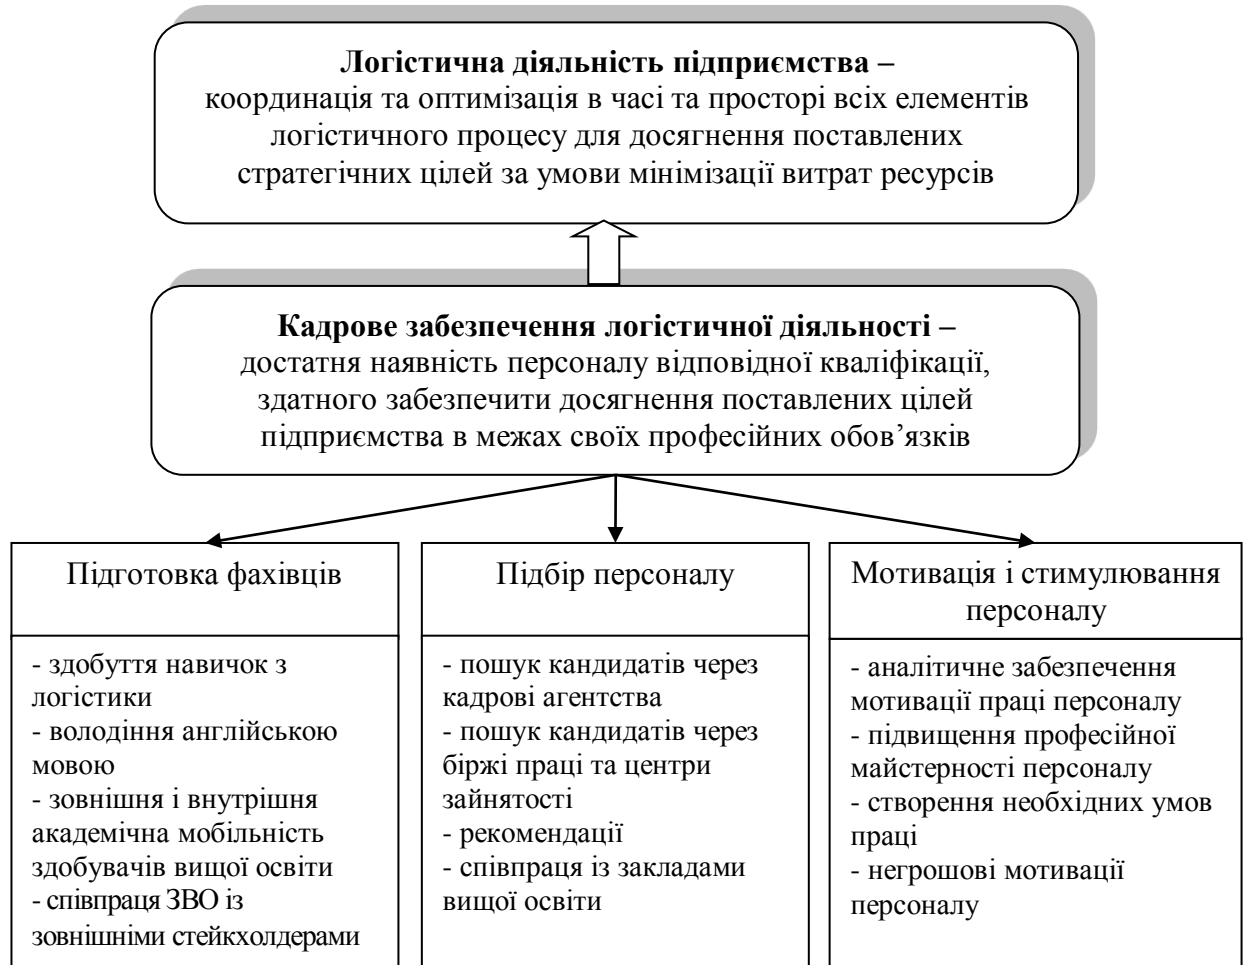 Логістична діяльність підприємства –
координація та оптимізація в часі та просторі всіх елементів
логістичного процесу для досягнення поставлених
стратегічних цілей за умови мінімізації витрат ресурсів
Кадрове забезпечення логістичної діяльності –
достатня наявність персоналу відповідної кваліфікації,
здатного забезпечити досягнення поставлених цілей
підприємства в межах своїх професійних обов’язків
Підготовка фахівців
- здобуття навичок з
логістики
- володіння англійською
мовою
- зовнішня і внутрішня
академічна мобільність
здобувачів вищої освіти
- співпраця ЗВО із
зовнішніми стейкхолдерами
Підбір персоналу
- пошук кандидатів через
кадрові агентства
- пошук кандидатів через
біржі праці та центри
зайнятості
- рекомендації
- співпраця із закладами
вищої освіти
Мотивація і стимулювання
персоналу
- аналітичне забезпечення
мотивації праці персоналу
- підвищення професійної
майстерності персоналу
- створення необхідних умов
праці
- негрошові мотивації
персоналу